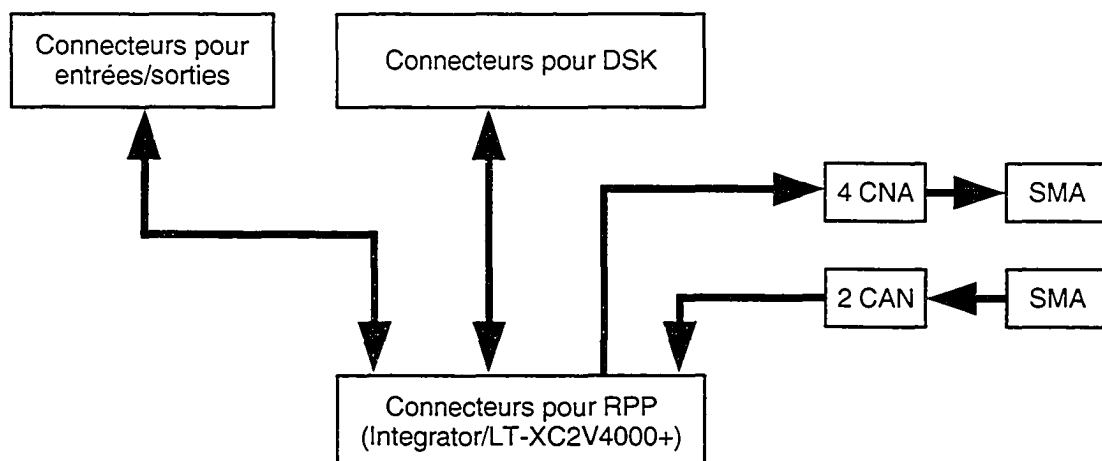 Connecteurs pour
entrées/sorties
Connecteurs pour DSK
4 CNA
SMA
2 CAN
SMA
Connecteurs pour RPP
(Integrator/LT-XC2V4000+)